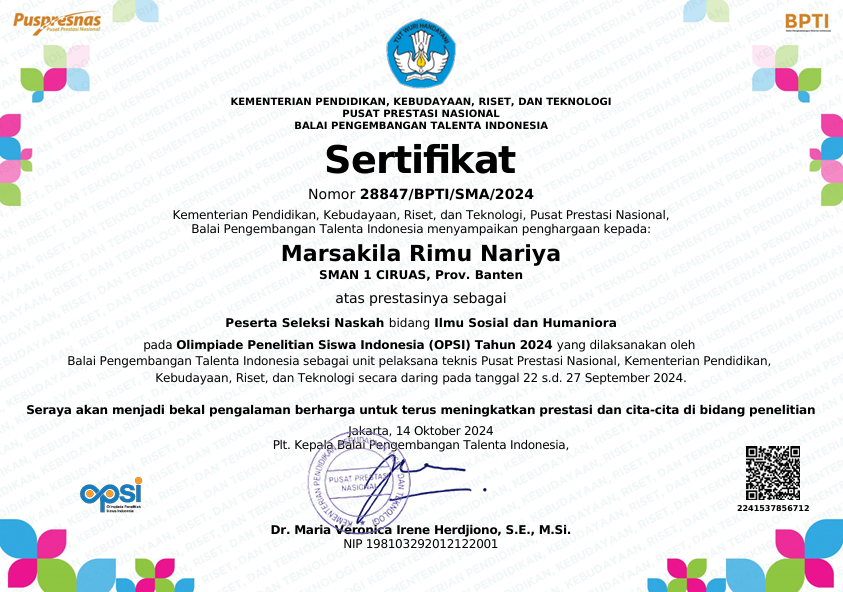 Puspresnas
Pusat Prestasi Nasional
BPTI
TUT WURI HANDAYANI
KEMENTERIAN PENDIDIKAN, KEBUDAYAAN, RISET, DAN TEKNOLOGI
PUSAT PRESTASI NASIONAL
BALAI PENGEMBANGAN TALENTA INDONESIA
Sertifikat
Nomor 28847/BPTI/SMA/2024
Kementerian Pendidikan, Kebudayaan, Riset, dan Teknologi, Pusat Prestasi Nasional,
Balai Pengembangan Talenta Indonesia menyampaikan penghargaan kepada:
Marsakila Rimu Nariya
SMAN 1 CIRUAS, Prov. Banten
atas prestasinya sebagai
Peserta Seleksi Naskah bidang Ilmu Sosial dan Humaniora
pada Olimpiade Penelitian Siswa Indonesia (OPSI) Tahun 2024 yang dilaksanakan oleh
Balai Pengembangan Talenta Indonesia sebagai unit pelaksana teknis Pusat Prestasi Nasional, Kementerian Pendidikan,
Kebudayaan, Riset, dan Teknologi secara daring pada tanggal 22 s.d. 27 September 2024.
Seraya akan menjadi bekal pengalaman berharga untuk terus meningkatkan prestasi dan cita-cita di bidang penelitian
Jakarta, 14 Oktober 2024
Plt. Kepala Balai Pengembangan Talenta Indonesia,
PUSAT PRESTASI
NASIONAL
opsi
Olimpiade Penelitian
Siswa Indonesia
2241537856712
Dr. Maria Veronica Irene Herdjiono, S.E., M.Si.
NIP 198103292012122001